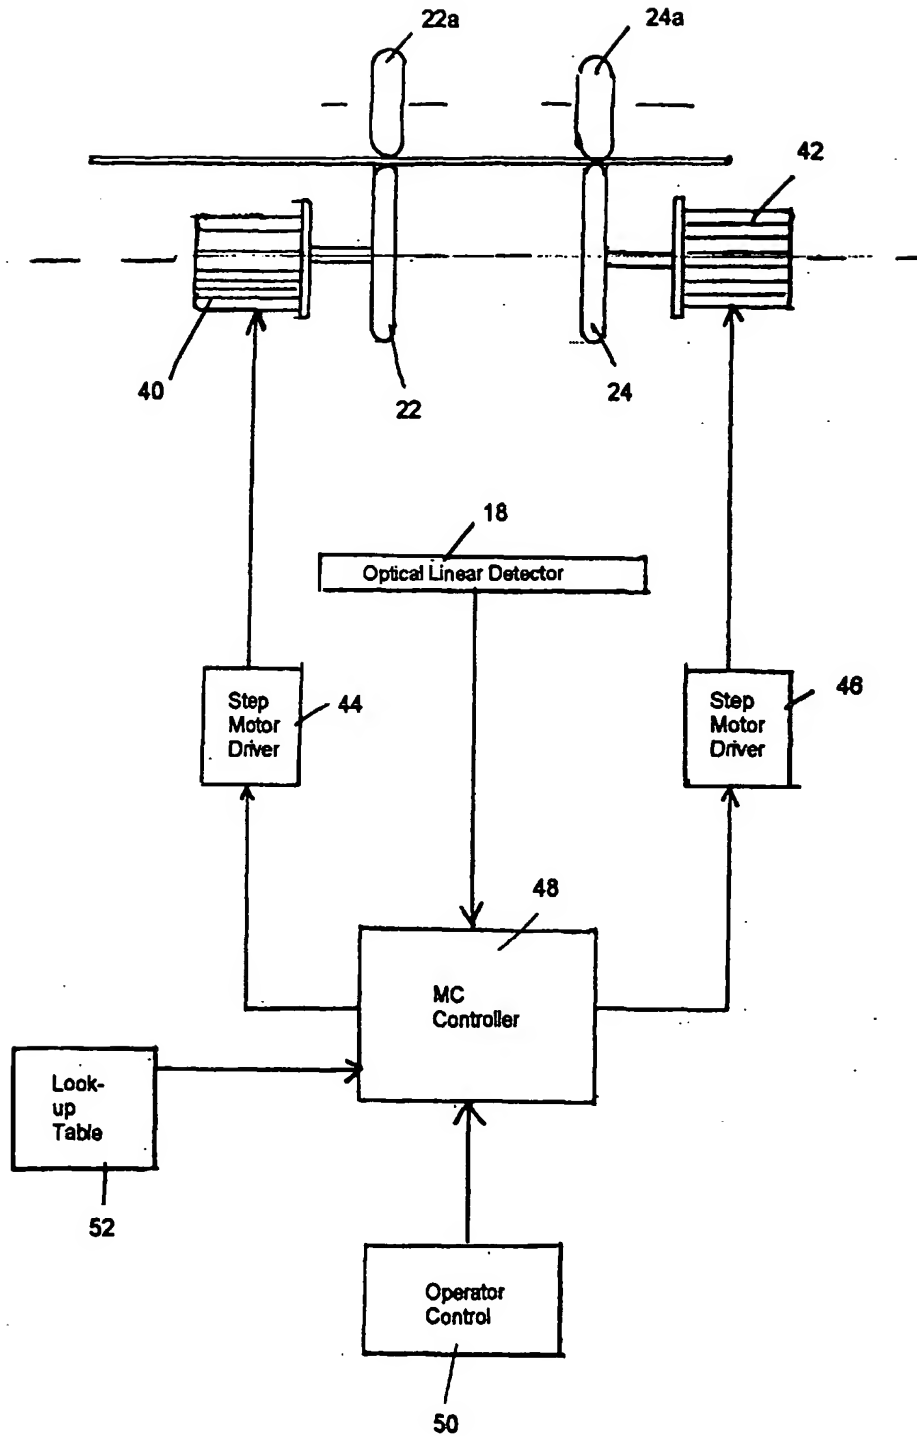 22a
24a
42
40
22
24
18
Optical Linear Detector
Step
Motor
Driver
44
Step
Motor
Driver
46
48
MC
Controller
Look-
up
Table
52
Operator
Control
50